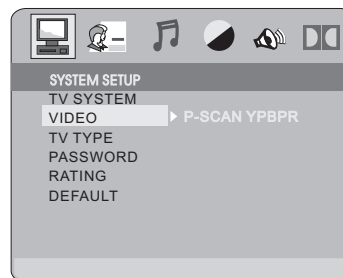 SYSTEM SETUP
TV SYSTEM
VIDEO P-SCAN YPBPR
TV TYPE
PASSWORD
RATING
DEFAULT